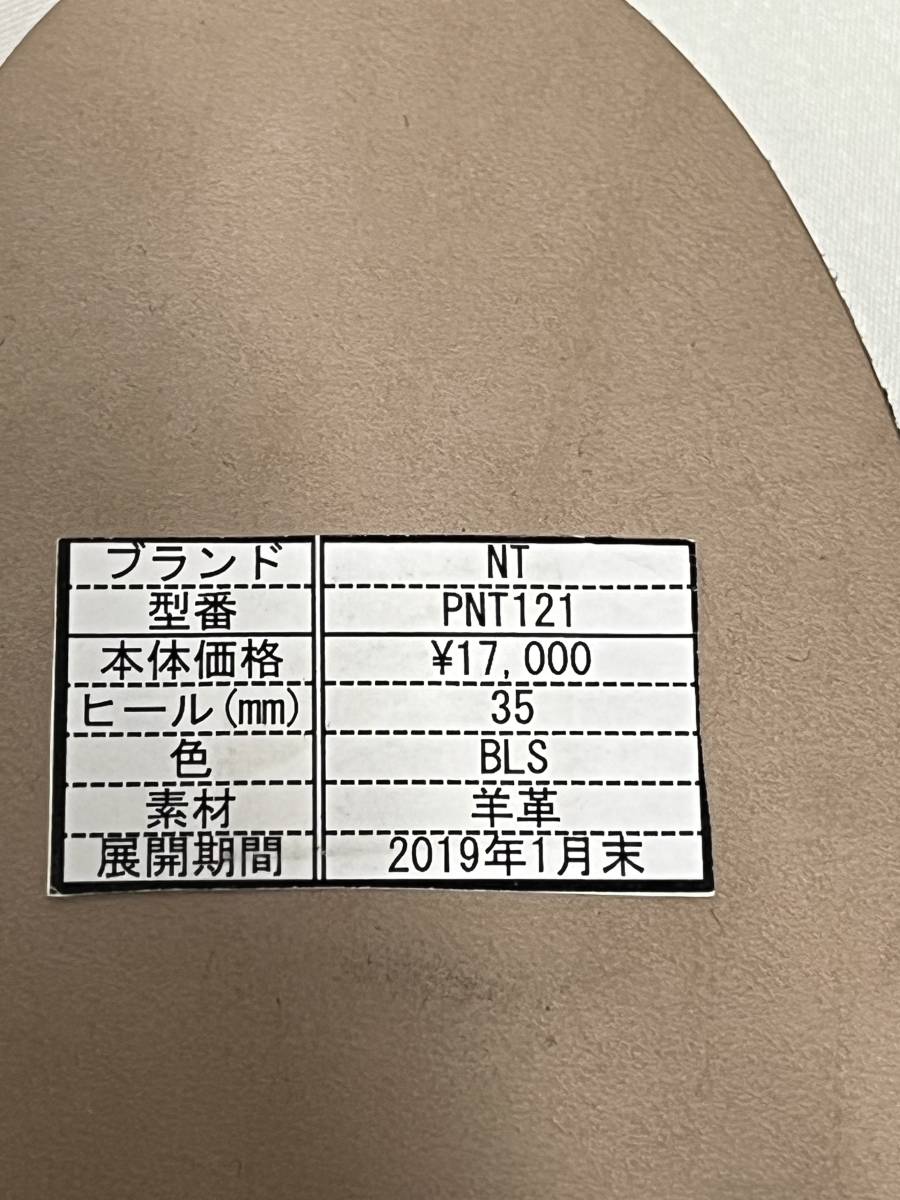 ブランド NT
型番 PNT121
本体価格 ¥17,000
ヒール(mm) 35
色 BLS
素材 羊革
展開期間 2019年1月末